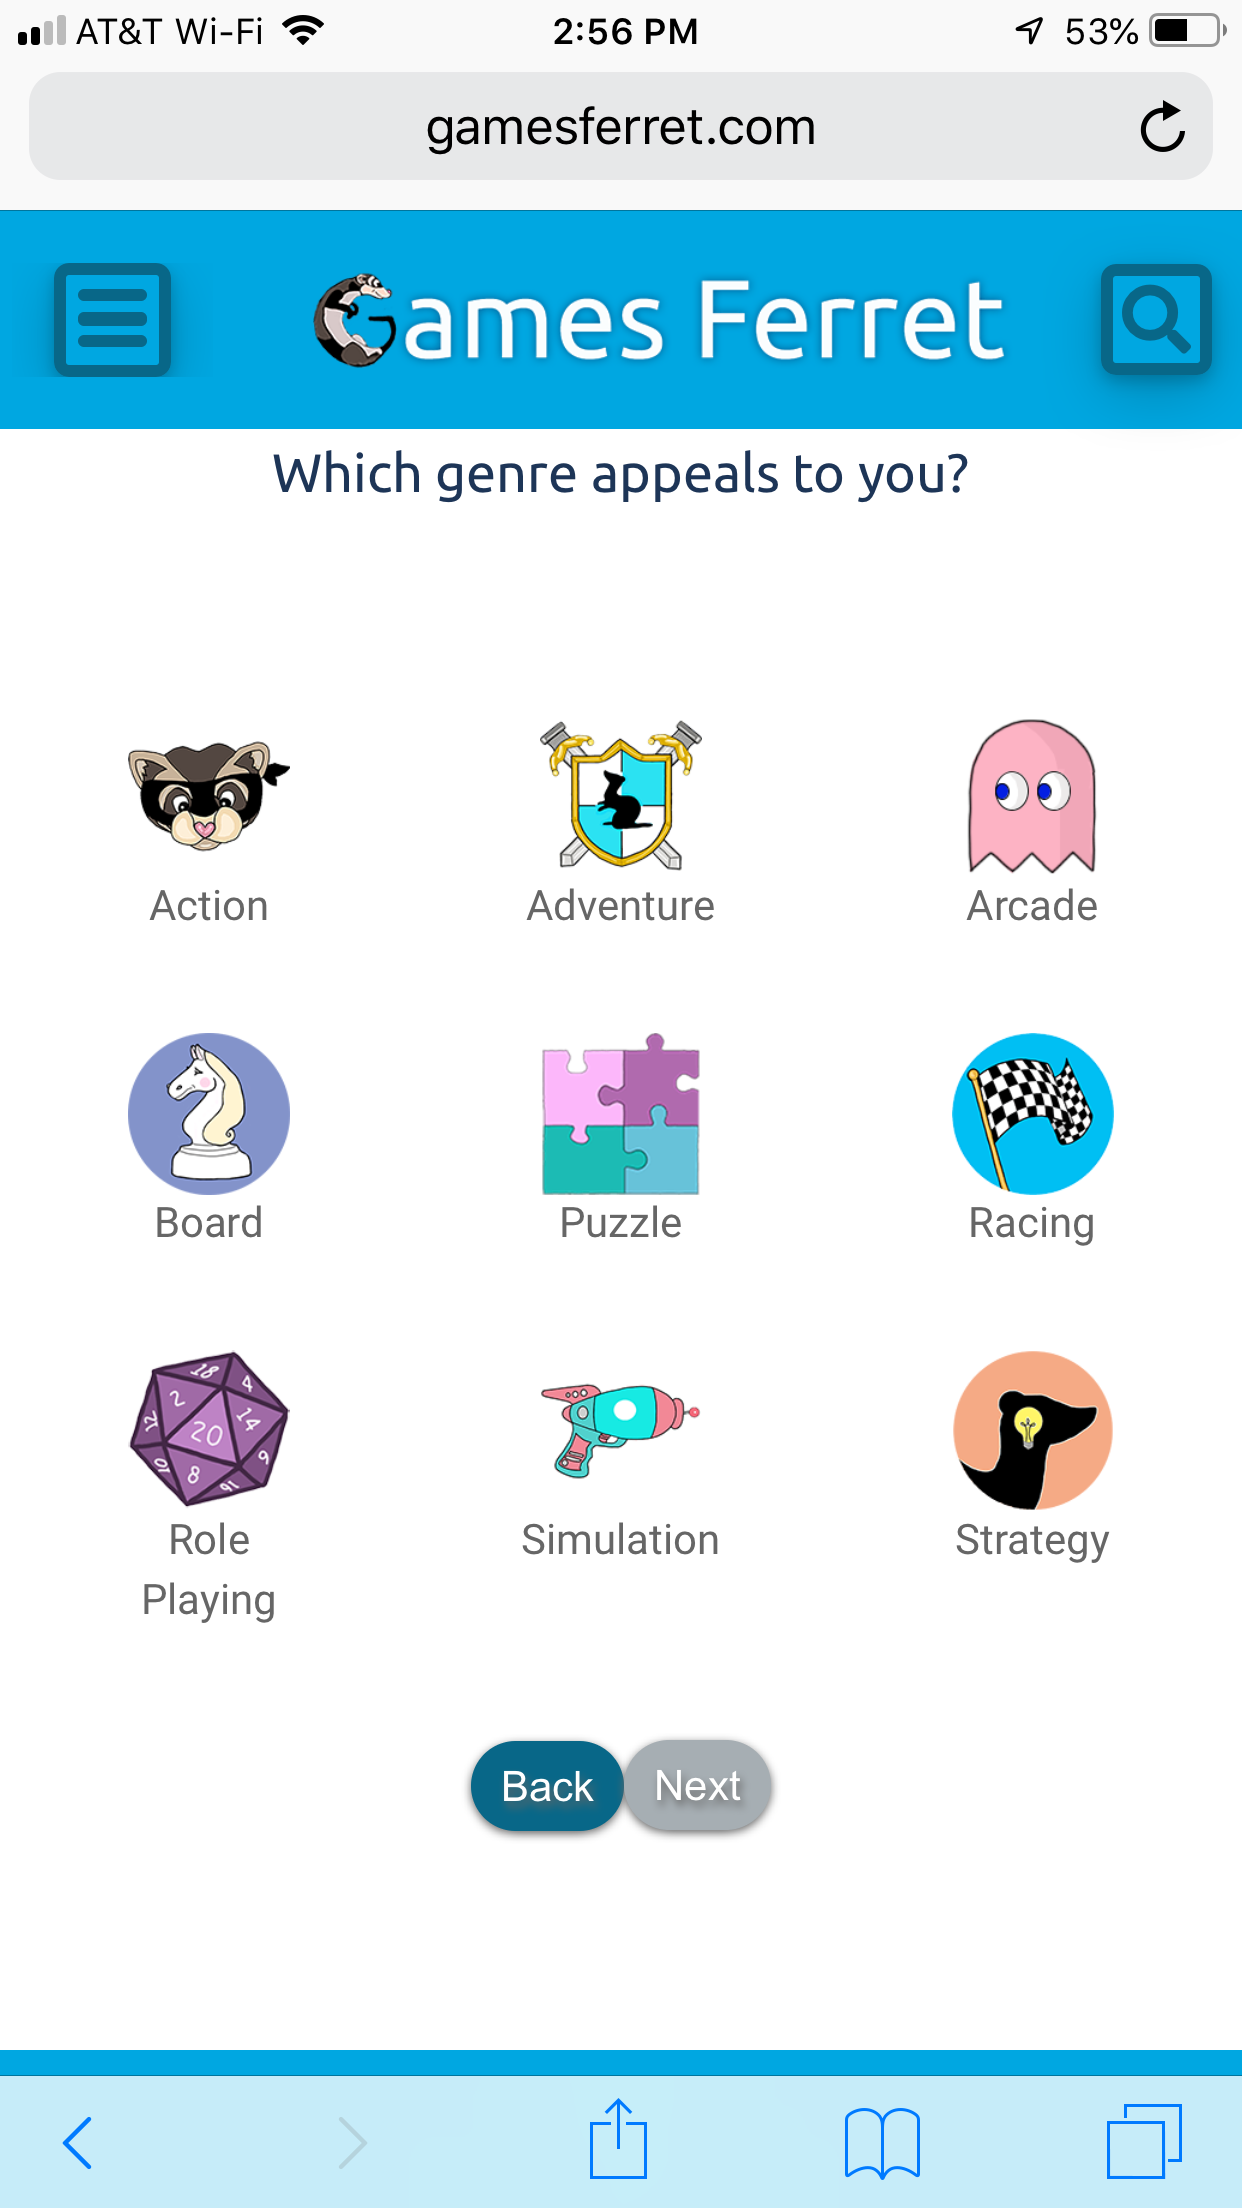 AT&T Wi-Fi 2:56 PM 53%
gamesferret.com
Games Ferret
Which genre appeals to you?
Action Adventure Arcade
Board Puzzle Racing
18 4 2 14 12 20 10 8 6 16
Role Playing Simulation Strategy
Back Next